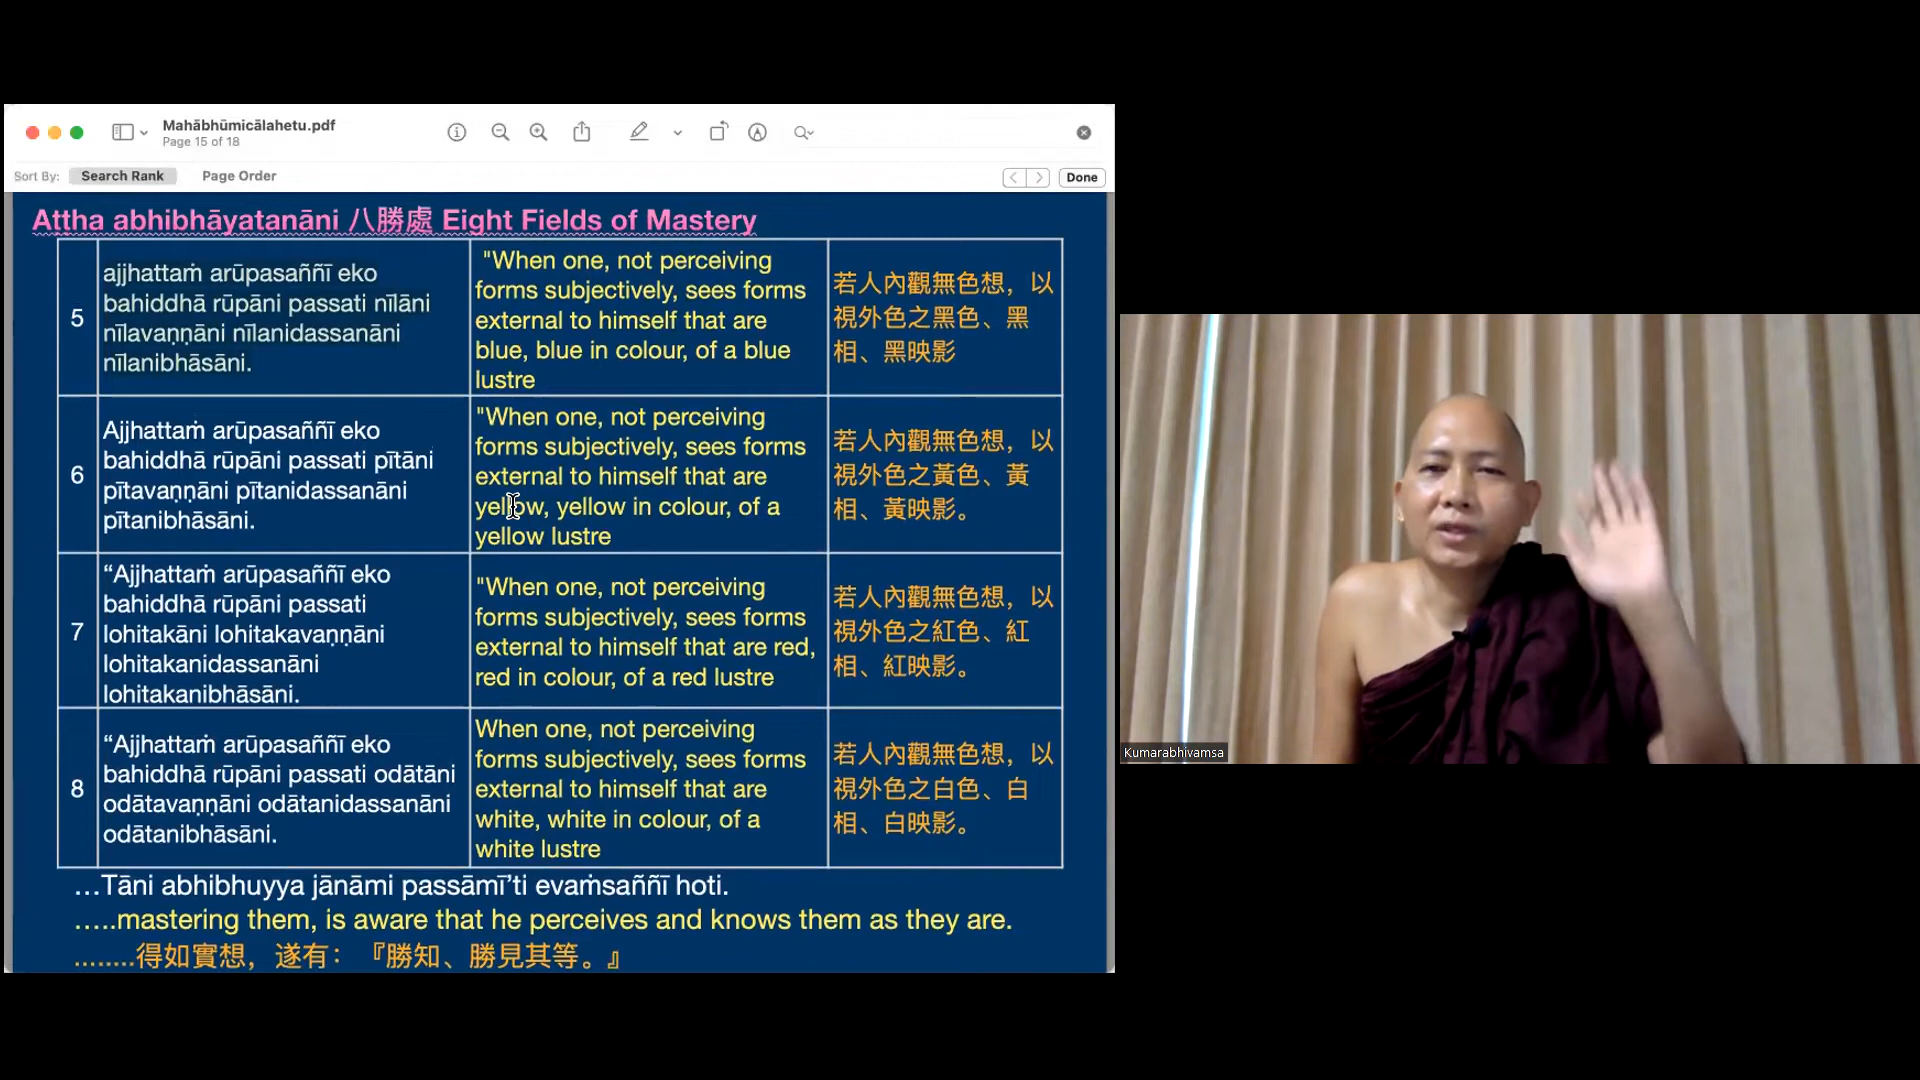 Mahābhūmicālahetu.pdf
Page 15 of 18
Sort By:
Search Rank
Page Order
Done
Aṭṭha abhibhāyatanāni 八勝處 Eight Fields of Mastery
5
ajjhattaṁ arūpasaññī eko
bahiddhā rūpāni passati nīlāni
nīlavaṇṇāni nīlanidassanāni
nīlanibhāsāni.
"When one, not perceiving
forms subjectively, sees forms
external to himself that are
blue, blue in colour, of a blue
lustre
若人內觀無色想，以
視外色之黑色、黑
相、黑映影
6
Ajjhattaṁ arūpasaññī eko
bahiddhā rūpāni passati pītāni
pītavaṇṇāni pītanidassanāni
pītanibhāsāni.
"When one, not perceiving
forms subjectively, sees forms
external to himself that are
yellow, yellow in colour, of a
yellow lustre
若人內觀無色想，以
視外色之黃色、黃
相、黃映影。
7
“Ajjhattaṁ arūpasaññī eko
bahiddhā rūpāni passati
lohitakāni lohitakavaṇṇāni
lohitakanidassanāni
lohitakanibhāsāni.
"When one, not perceiving
forms subjectively, sees forms
external to himself that are red,
red in colour, of a red lustre
若人內觀無色想，以
視外色之紅色、紅
相、紅映影。
8
“Ajjhattaṁ arūpasaññī eko
bahiddhā rūpāni passati odātāni
odātavaṇṇāni odātanidassanāni
odātanibhāsāni.
When one, not perceiving
forms subjectively, sees forms
external to himself that are
white, white in colour, of a
white lustre
若人內觀無色想，以
視外色之白色、白
相、白映影。
…Tāni abhibhuyya jānāmi passāmī’ti evaṁsaññī hoti.
…..mastering them, is aware that he perceives and knows them as they are.
........得如實想，遂有：『勝知、勝見其等。』
Kumarabhivamsa